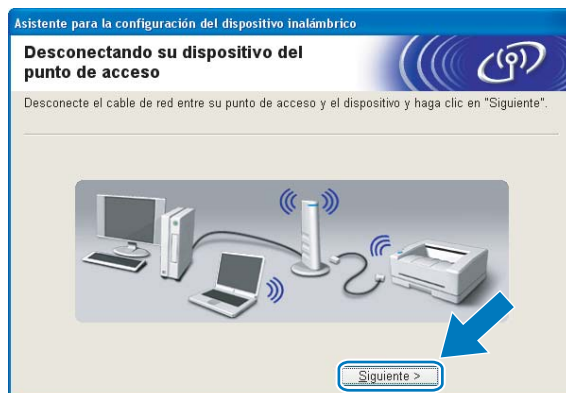 Asistente para la configuración del dispositivo inalámbrico
Desconectando su dispositivo del
punto de acceso
Desconecte el cable de red entre su punto de acceso y el dispositivo y haga clic en "Siguiente".
Siguiente >